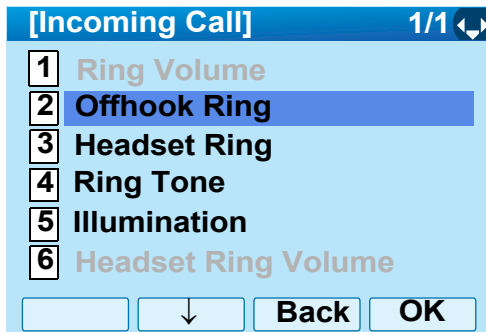 [Incoming Call] 1/1
1 Ring Volume
2 Offhook Ring
3 Headset Ring
4 Ring Tone
5 Illumination
6 Headset Ring Volume
↓ Back OK